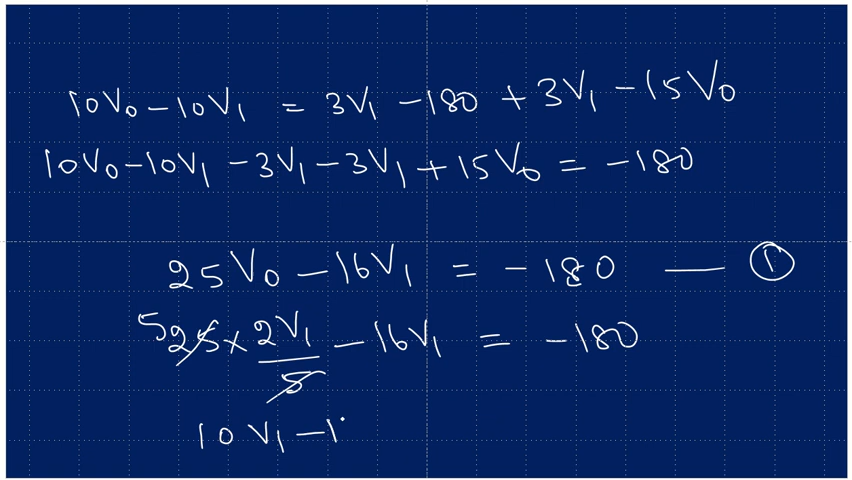 10V₀ - 10V₁ = 3V₁ - 180 + 3V₁ - 15V₀
10V₀ - 10V₁ - 3V₁ - 3V₁ + 15V₀ = -180
25V₀ - 16V₁ = -180 — ①
5 25 × 2V₁/5 - 16V₁ = -180
10V₁ - 1